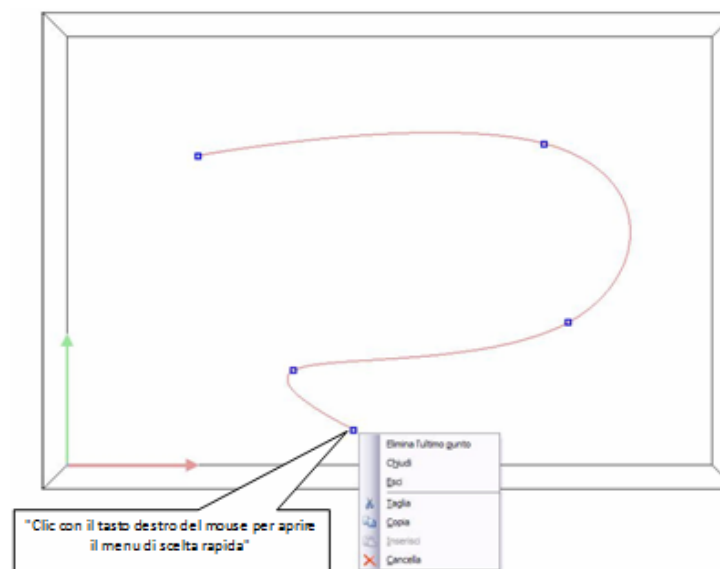 Elimina l'ultimo punto
Chiudi
Esci
Taglia
Copia
Inserisci
Cancella
"Clic con il tasto destro del mouse per aprire
il menu di scelta rapida"